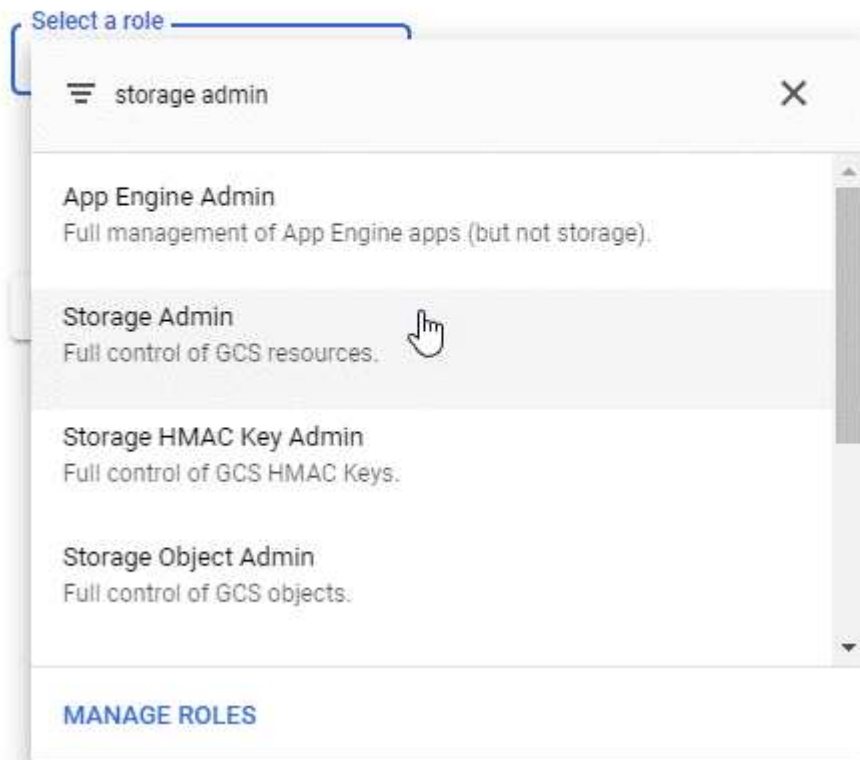 Select a role
storage admin
App Engine Admin
Full management of App Engine apps (but not storage).
Storage Admin
Full control of GCS resources.
Storage HMAC Key Admin
Full control of GCS HMAC Keys.
Storage Object Admin
Full control of GCS objects.
MANAGE ROLES